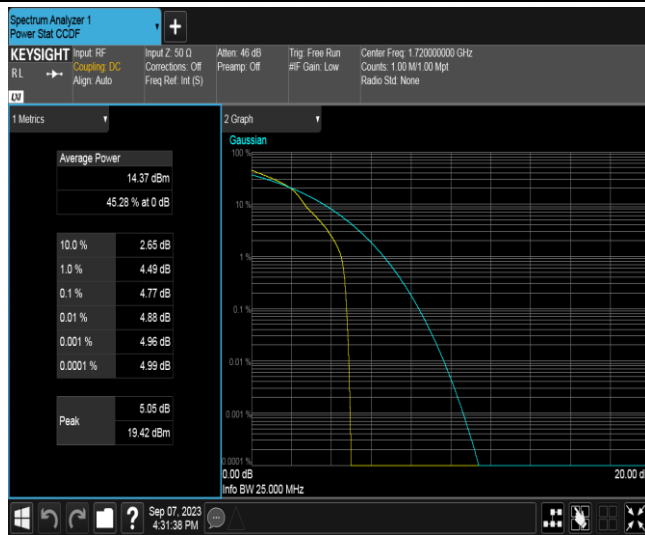 Spectrum Analyzer 1
Power Stat CCDF
+
KEYSIGHT
RL
LXI
Input: RF
Coupling: DC
Align: Auto
Input Z: 50 Ω
Corrections: Off
Freq Ref: Int (S)
Atten: 46 dB
Preamp: Off
Trig: Free Run
#IF Gain: Low
Center Freq: 1.720000000 GHz
Counts: 1.00 M/1.00 Mpt
Radio Std: None
1 Metrics
Average Power
14.37 dBm
45.28 % at 0 dB
10.0 % 2.65 dB
1.0 % 4.49 dB
0.1 % 4.77 dB
0.01 % 4.88 dB
0.001 % 4.96 dB
0.0001 % 4.99 dB
Peak
5.05 dB
19.42 dBm
2 Graph
Gaussian
100 %
10 %
1 %
0.1 %
0.01 %
0.001 %
0.0001 %
0.00 dB
20.00 d
Info BW 25.000 MHz
?
Sep 07, 2023
4:31:38 PM